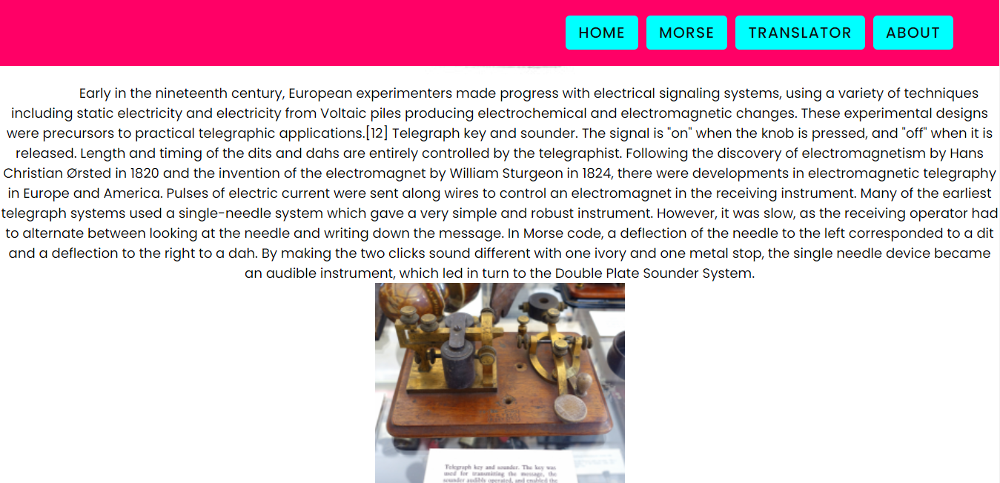 HOME MORSE TRANSLATOR ABOUT
Early in the nineteenth century, European experimenters made progress with electrical signaling systems, using a variety of techniques
including static electricity and electricity from Voltaic piles producing electrochemical and electromagnetic changes. These experimental designs
were precursors to practical telegraphic applications.[12] Telegraph key and sounder. The signal is "on" when the knob is pressed, and "off" when it is
released. Length and timing of the dits and dahs are entirely controlled by the telegraphist. Following the discovery of electromagnetism by Hans
Christian Ørsted in 1820 and the invention of the electromagnet by William Sturgeon in 1824, there were developments in electromagnetic telegraphy
in Europe and America. Pulses of electric current were sent along wires to control an electromagnet in the receiving instrument. Many of the earliest
telegraph systems used a single-needle system which gave a very simple and robust instrument. However, it was slow, as the receiving operator had
to alternate between looking at the needle and writing down the message. In Morse code, a deflection of the needle to the left corresponded to a dit
and a deflection to the right to a dah. By making the two clicks sound different with one ivory and one metal stop, the single needle device became
an audible instrument, which led in turn to the Double Plate Sounder System.
Telegraph key and sounder. The key was
used for transmitting the message, the
sounder audibly operated, and enabled the